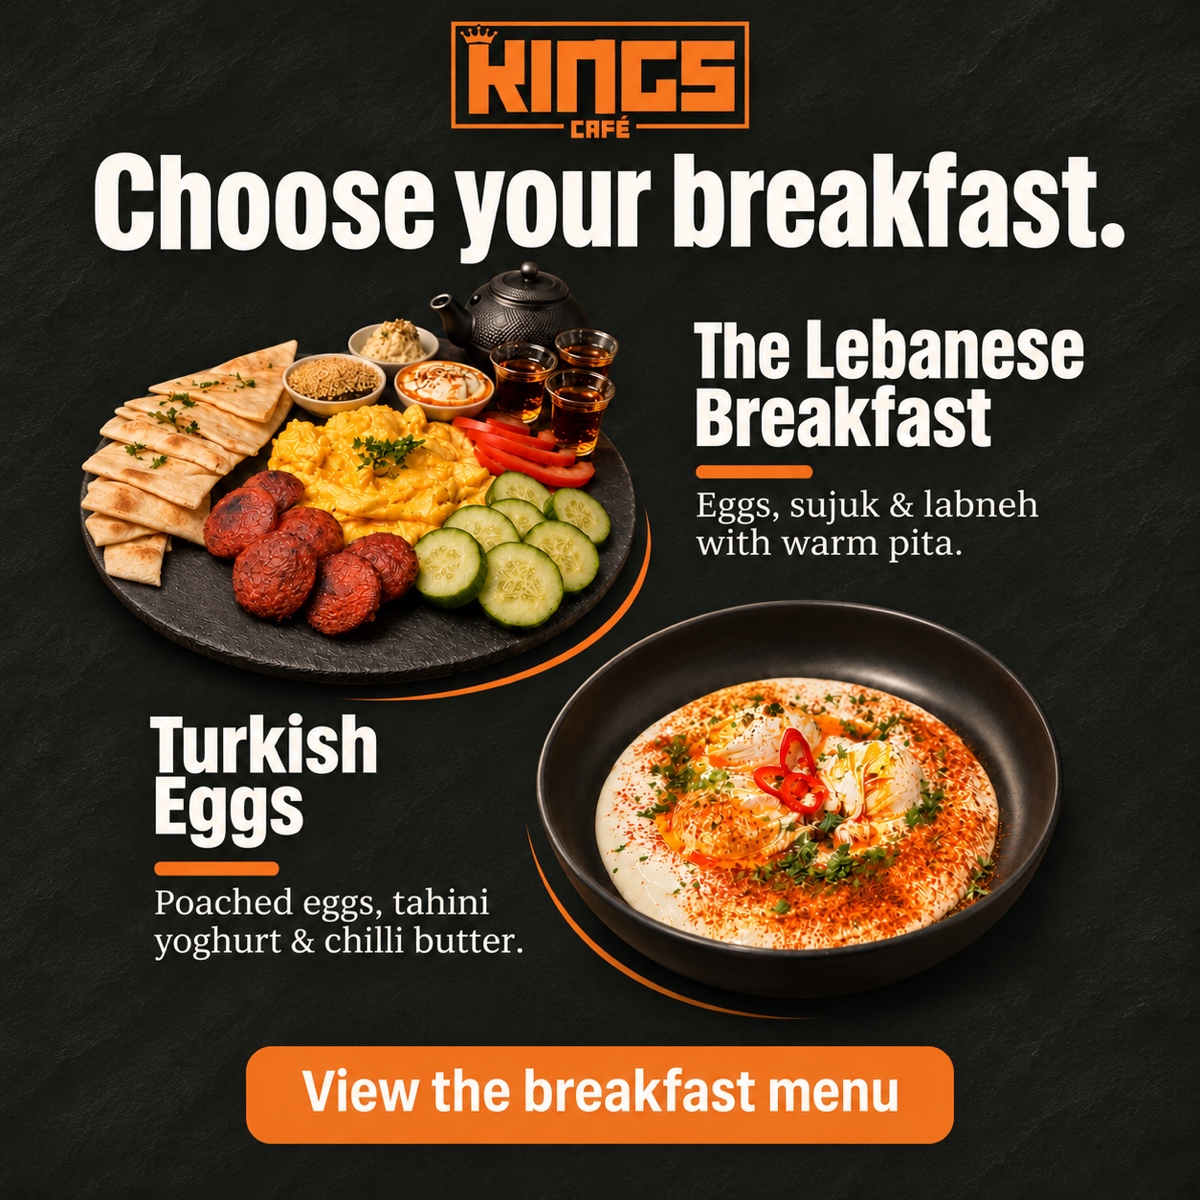 KINGS
CAFÉ
Choose your breakfast.
The Lebanese
Breakfast
Eggs, sujuk & labneh
with warm pita.
Turkish
Eggs
Poached eggs, tahini
yoghurt & chilli butter.
View the breakfast menu